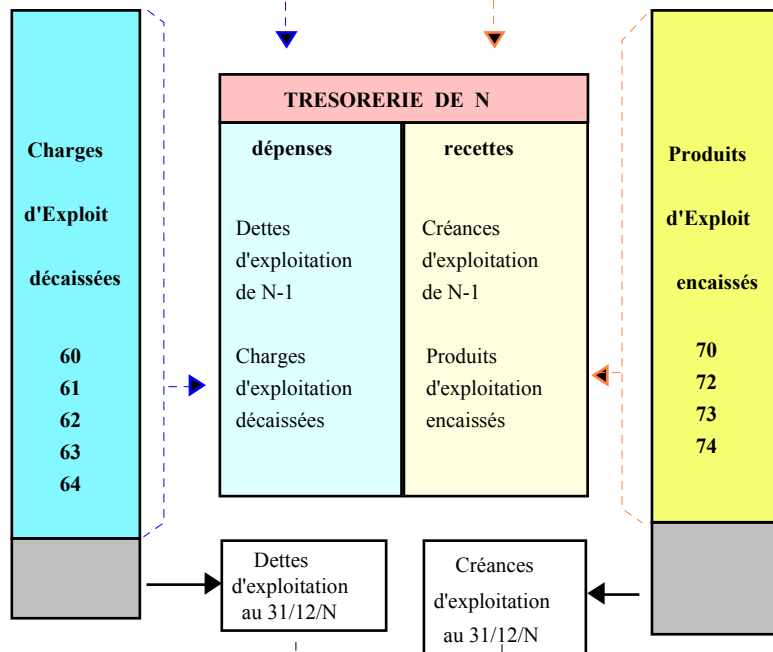 TRESORERIE DE N
Charges
d'Exploit
décaissées
60
61
62
63
64
dépenses
Dettes
d'exploitation
de N-1
Charges
d'exploitation
décaissées
recettes
Créances
d'exploitation
de N-1
Produits
d'exploitation
encaissés
Produits
d'Exploit
encaissés
70
72
73
74
Dettes
d'exploitation
au 31/12/N
Créances
d'exploitation
au 31/12/N